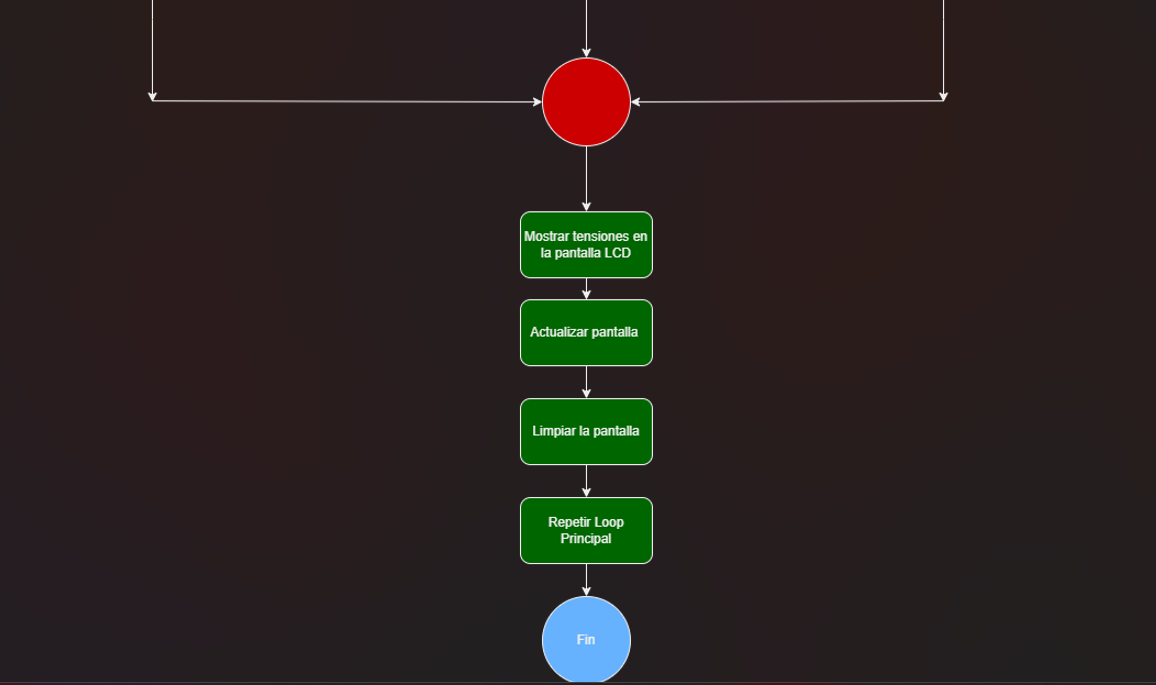 Mostrar tensiones en
la pantalla LCD
Actualizar pantalla
Limpiar la pantalla
Repetir Loop
Principal
Fin